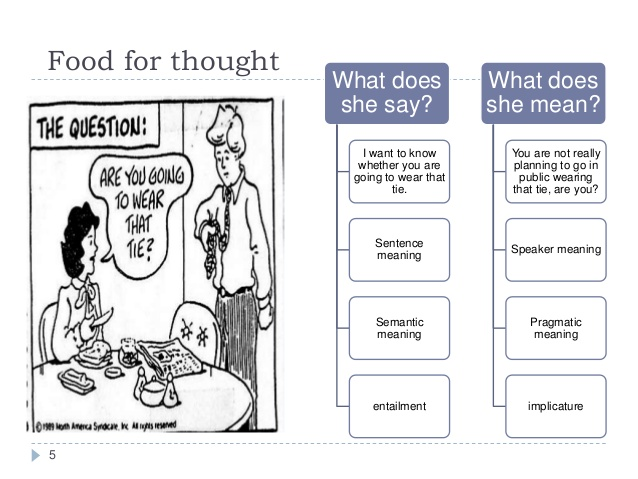 Food for thought
THE QUESTION:
ARE YOU GOING
TO WEAR
THAT
TIE?
©1989 North America Syndicate, Inc. All rights reserved
What does
she say?
I want to know
whether you are
going to wear that
tie.
Sentence
meaning
Semantic
meaning
entailment
What does
she mean?
You are not really
planning to go in
public wearing
that tie, are you?
Speaker meaning
Pragmatic
meaning
implicature
5